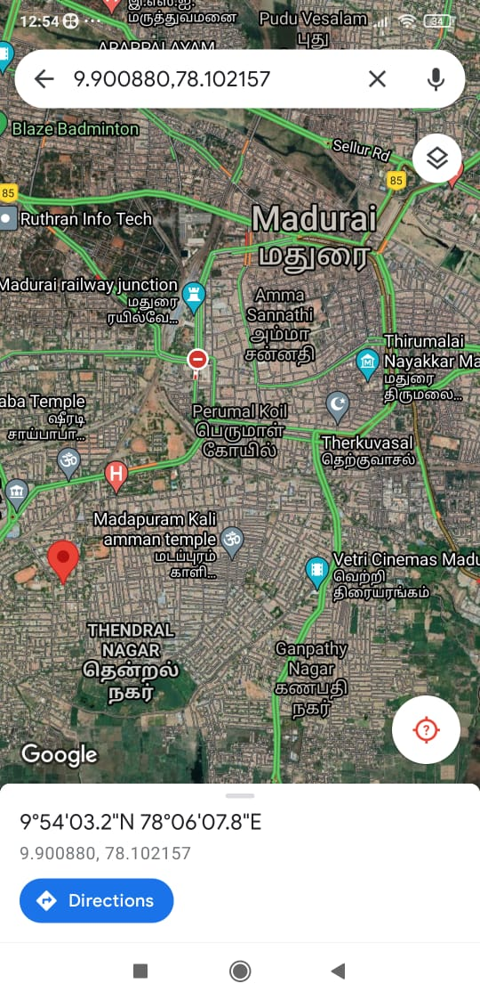 12:54 ...
34
மருத்துவமனை
Pudu Vesalam
புது
ARAPPALAYAM
9.900880,78.102157
Blaze Badminton
Sellur Rd
85
85
Ruthran Info Tech
Madurai
மதுரை
Madurai railway junction
மதுரை
ரயில்வே...
Amma
Sannathi
அம்மா
சன்னதி
Thirumalai
Nayakkar Ma
மதுரை
திருமலை...
aba Temple
ஷீரடி
சாய்பாபா...
Perumal Koil
பெருமாள்
கோயில்
Therkuvasal
தெற்குவாசல்
H
Madapuram Kali
amman temple
மடப்புரம்
காளி...
Vetri Cinemas Madu
வெற்றி
திரையரங்கம்
THENDRAL
NAGAR
தென்றல்
நகர்
Ganpathy
Nagar
கணபதி
நகர்
Google
9°54'03.2"N 78°06'07.8"E
9.900880, 78.102157
Directions